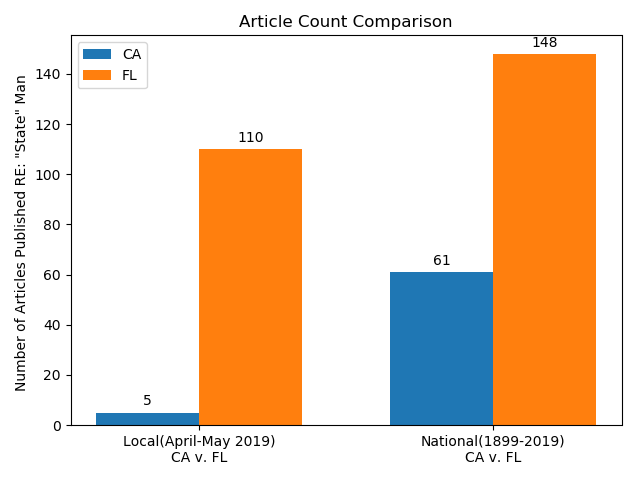 Article Count Comparison
CA
FL
148
110
61
5
Number of Articles Published RE: "State" Man
140
120
100
80
60
40
20
0
Local(April-May 2019)
CA v. FL
National(1899-2019)
CA v. FL